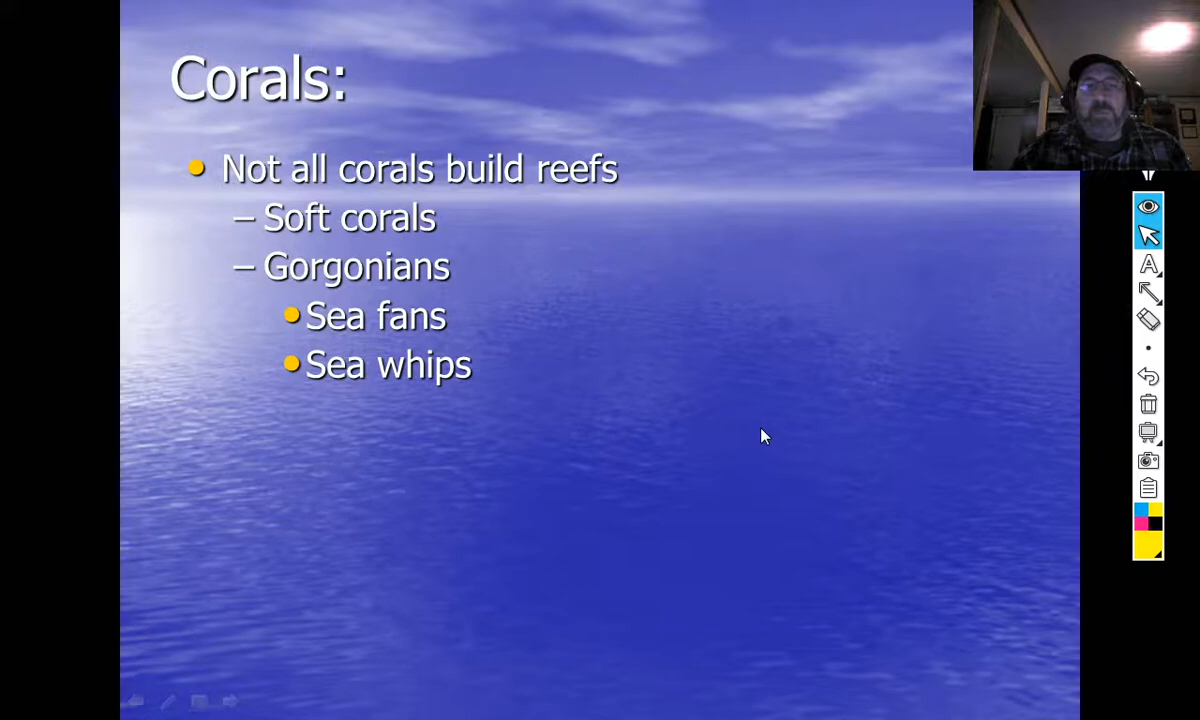 Corals:
• Not all corals build reefs
– Soft corals
– Gorgonians
• Sea fans
• Sea whips
A